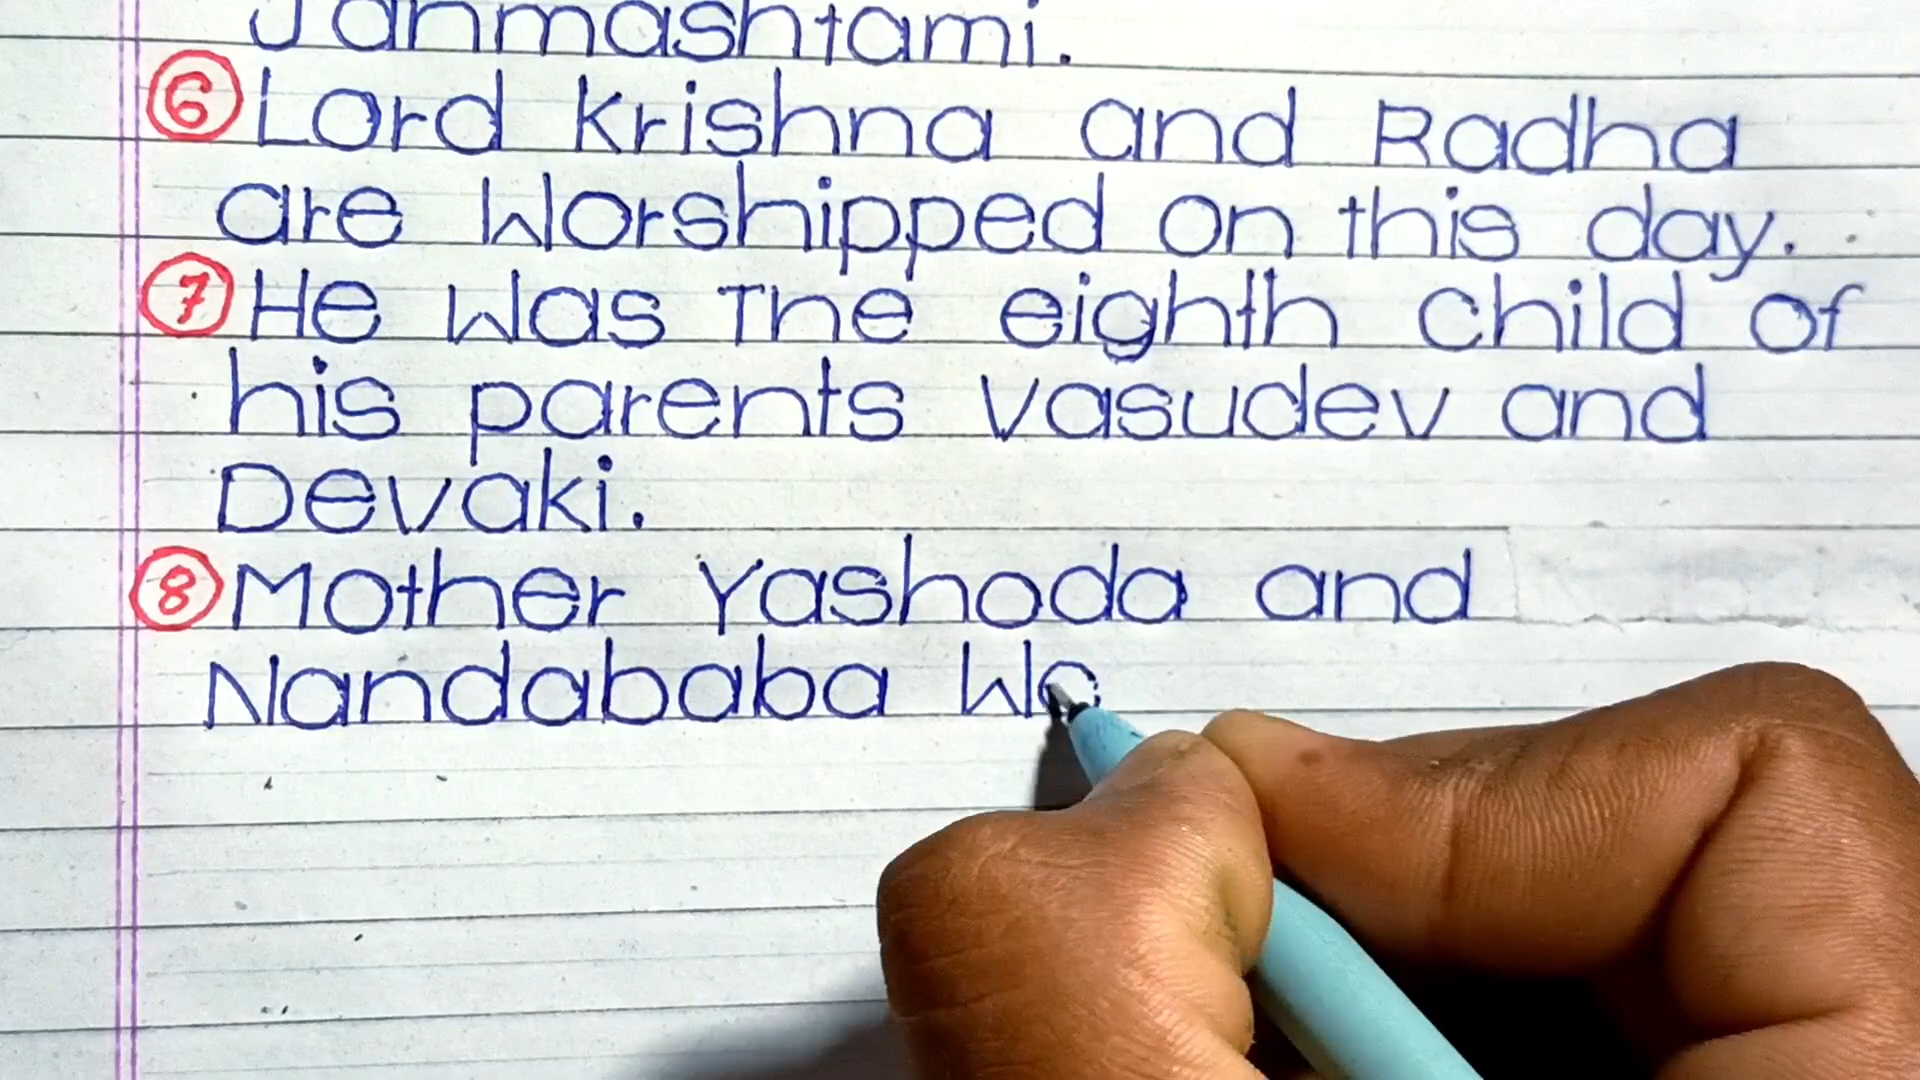 Janmashtami.
6 Lord Krishna and Radha
are Worshipped on this day.
7 He Was The eighth child of
his parents Vasudev and
Devaki.
8 Mother Yashoda and
Nandababa